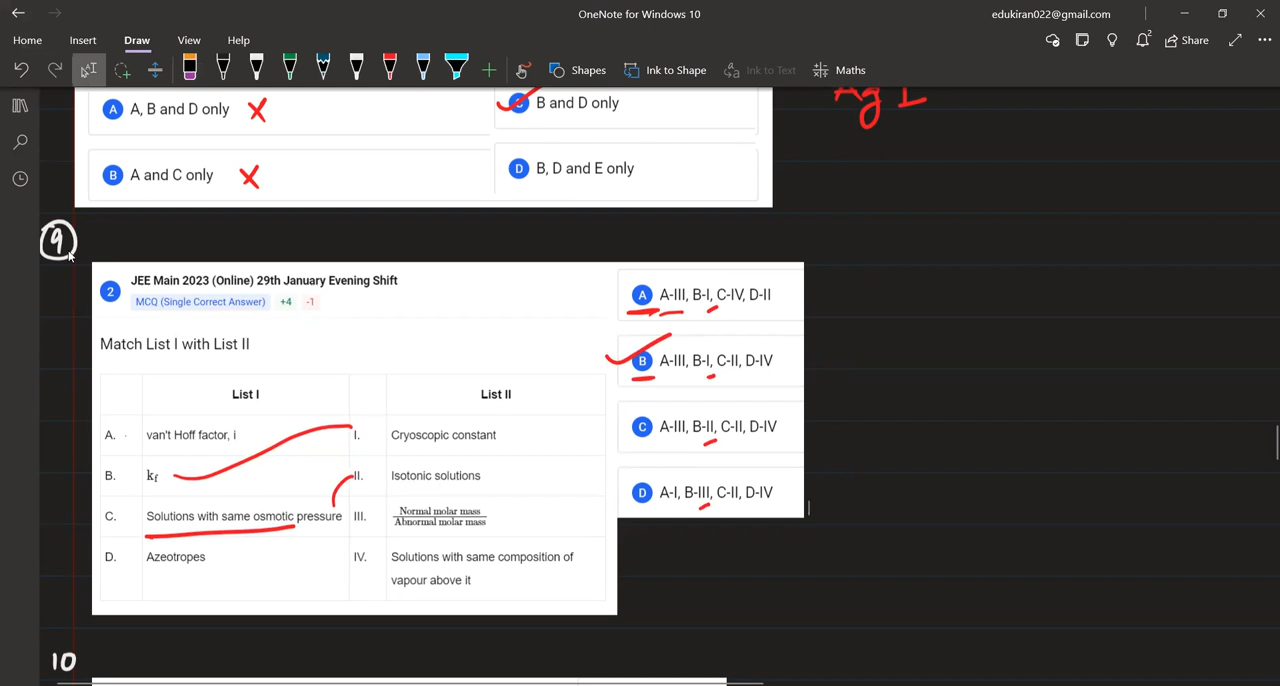 OneNote for Windows 10
edukiran022@gmail.com
Home Insert Draw View Help
2
Share
Shapes
Ink to Shape
Ink to Text
Maths
A A, B and D only
C B and D only
B A and C only
D B, D and E only
Ag I
9
2 JEE Main 2023 (Online) 29th January Evening Shift
MCQ (Single Correct Answer) +4 -1
Match List I with List II
List I List II
A. van't Hoff factor, i I. Cryoscopic constant
B. kf II. Isotonic solutions
C. Solutions with same osmotic pressure III. Normal molar mass
Abnormal molar mass
D. Azeotropes IV. Solutions with same composition of
vapour above it
A A-III, B-I, C-IV, D-II
B A-III, B-I, C-II, D-IV
C A-III, B-II, C-II, D-IV
D A-I, B-III, C-II, D-IV
10